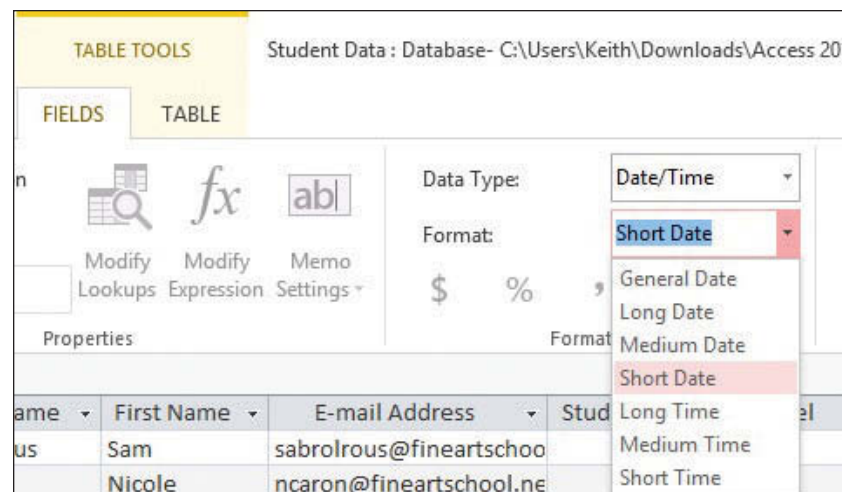 TABLE TOOLS Student Data : Database- C:\Users\Keith\Downloads\Access 20
FIELDS TABLE
n
fx ab|
Data Type: Date/Time
Format: Short Date
Modify Lookups
Modify Expression
Memo Settings
$ % ,
General Date
Long Date
Medium Date
Short Date
Long Time
Medium Time
Short Time
Properties Format
ame First Name E-mail Address Stud el
us Sam sabrolrous@fineartschoo
Nicole ncaron@fineartschool.ne